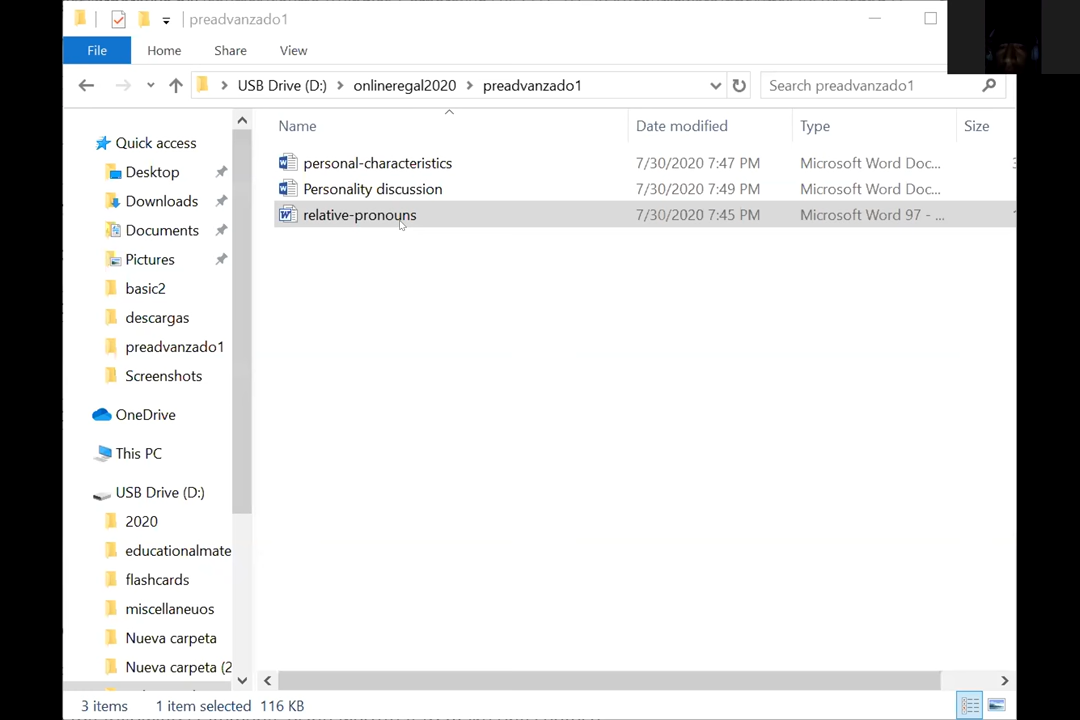 preadvanzado1
File Home Share View
USB Drive (D:) onlineregal2020 preadvanzado1 Search preadvanzado1
Name Date modified Type Size
Quick access
Desktop
Downloads
Documents
Pictures
basic2
descargas
preadvanzado1
Screenshots
OneDrive
This PC
USB Drive (D:)
2020
educationalmate
flashcards
miscellaneuos
Nueva carpeta
Nueva carpeta (2
personal-characteristics 7/30/2020 7:47 PM Microsoft Word Doc...
Personality discussion 7/30/2020 7:49 PM Microsoft Word Doc...
relative-pronouns 7/30/2020 7:45 PM Microsoft Word 97 - ...
3 items 1 item selected 116 KB